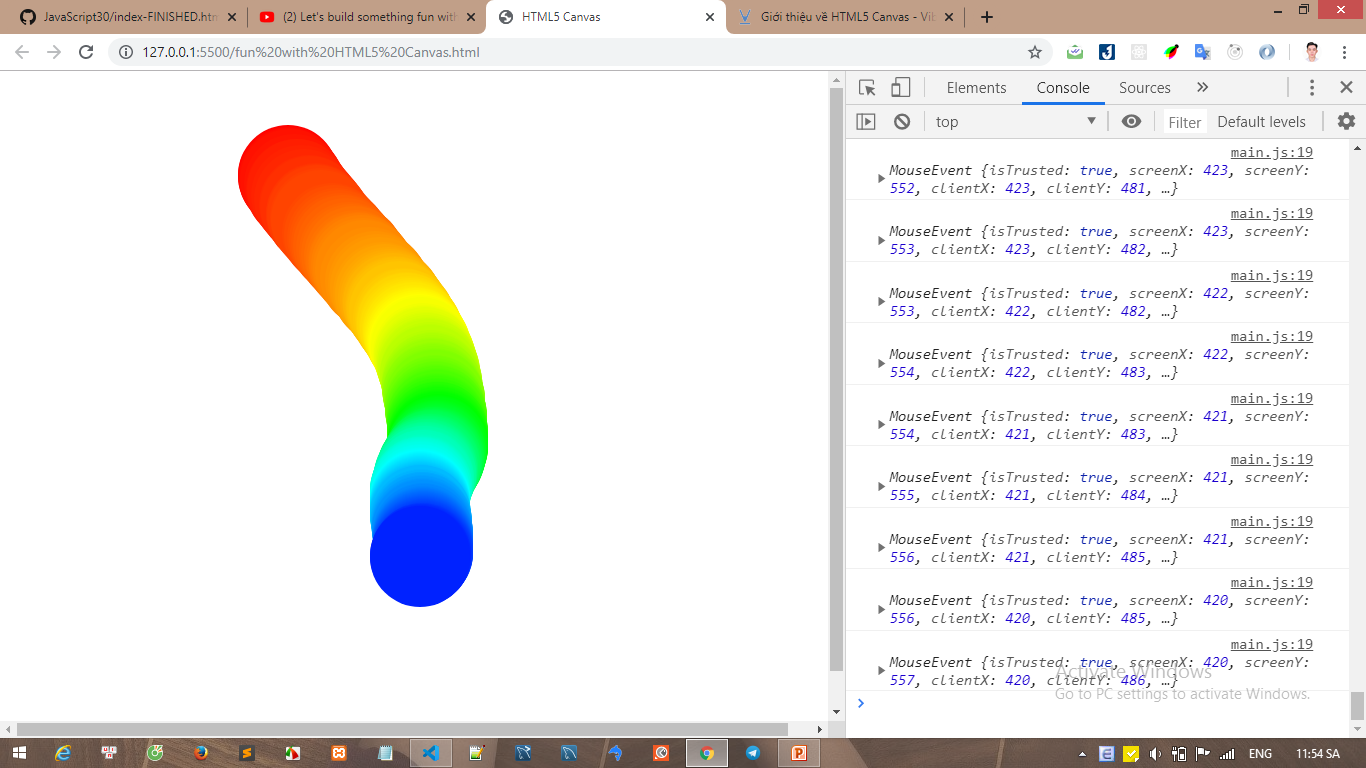 JavaScript30/index-FINISHED.htm
(2) Let's build something fun with
HTML5 Canvas
Giới thiệu về HTML5 Canvas - Vib
127.0.0.1:5500/fun%20with%20HTML5%20Canvas.html
Elements Console Sources
top Filter Default levels
main.js:19
MouseEvent {isTrusted: true, screenX: 423, screenY:
552, clientX: 423, clientY: 481, …}
main.js:19
MouseEvent {isTrusted: true, screenX: 423, screenY:
553, clientX: 423, clientY: 482, …}
main.js:19
MouseEvent {isTrusted: true, screenX: 422, screenY:
553, clientX: 422, clientY: 482, …}
main.js:19
MouseEvent {isTrusted: true, screenX: 422, screenY:
554, clientX: 422, clientY: 483, …}
main.js:19
MouseEvent {isTrusted: true, screenX: 421, screenY:
554, clientX: 421, clientY: 483, …}
main.js:19
MouseEvent {isTrusted: true, screenX: 421, screenY:
555, clientX: 421, clientY: 484, …}
main.js:19
MouseEvent {isTrusted: true, screenX: 421, screenY:
556, clientX: 421, clientY: 485, …}
main.js:19
MouseEvent {isTrusted: true, screenX: 420, screenY:
556, clientX: 420, clientY: 485, …}
main.js:19
MouseEvent {isTrusted: true, screenX: 420, screenY:
557, clientX: 420, clientY: 486, …}
Activate Windows
Go to PC settings to activate Windows.
ENG 11:54 SA